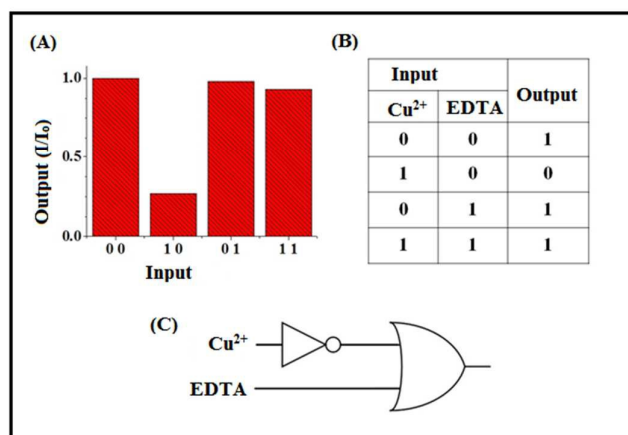 (A)
Output (I/I₀)
1.0
0.5
0.0
0 0 1 0 0 1 1 1
Input
(B)
Input Output
Cu²⁺ EDTA
0 0 1
1 0 0
0 1 1
1 1 1
(C)
Cu²⁺
EDTA